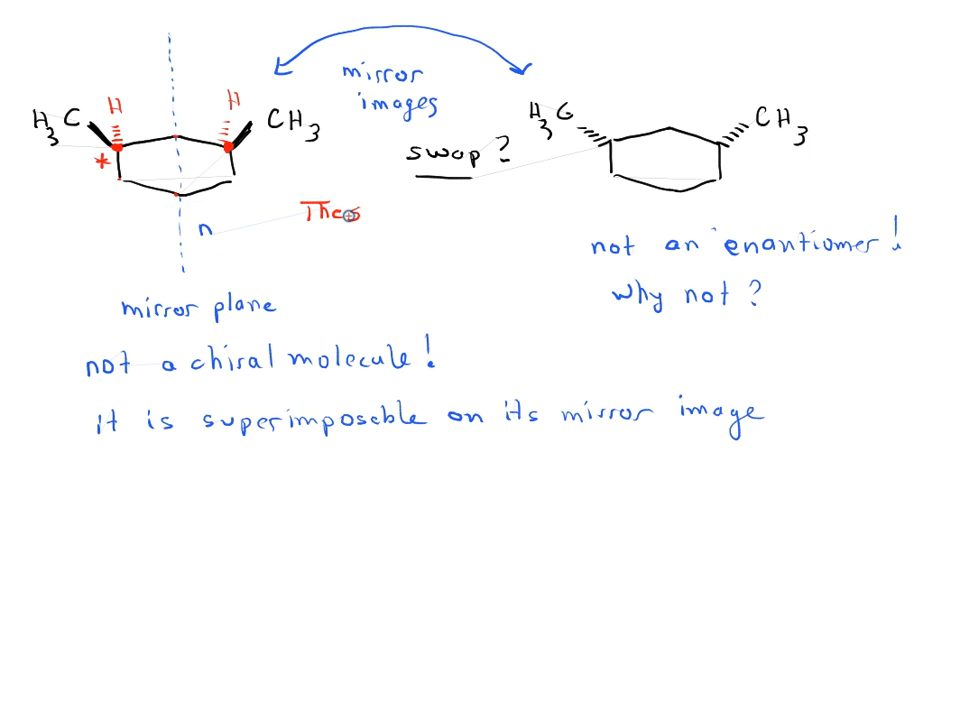 mirror
images
H H
H3C CH3
H3C CH3
*
swap?
Thes
n
not an enantiomer!
Why not?
mirror plane
not a chiral molecule!
it is superimposable on its mirror image